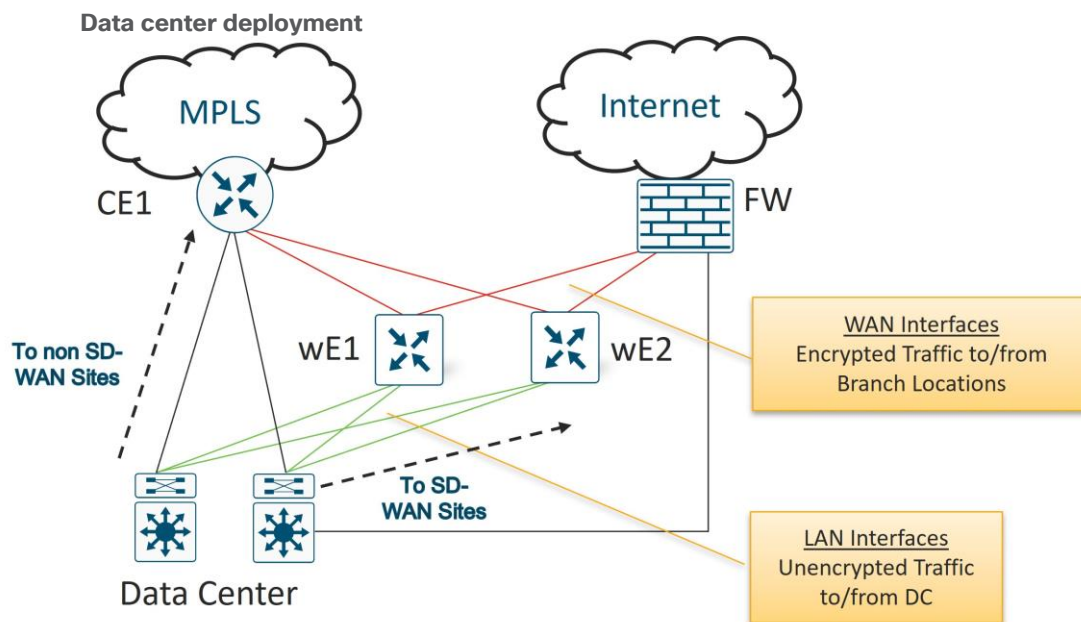 Data center deployment
MPLS
Internet
CE1
FW
wE1
wE2
To non SD-
WAN Sites
WAN Interfaces
Encrypted Traffic to/from
Branch Locations
To SD-
WAN Sites
LAN Interfaces
Unencrypted Traffic
to/from DC
Data Center